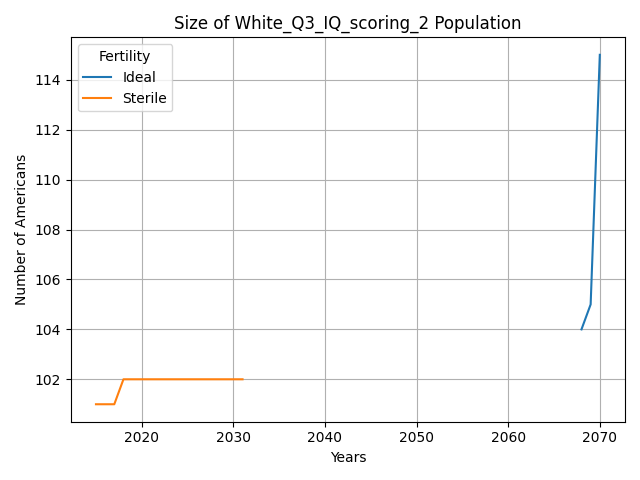 Size of White_Q3_IQ_scoring_2 Population
Fertility
Ideal
Sterile
Number of Americans
114
112
110
108
106
104
102
2020 2030 2040 2050 2060 2070
Years